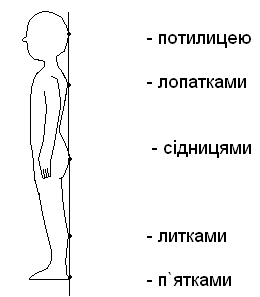 - потилицею
- лопатками
- сідницями
- литками
- п`ятками